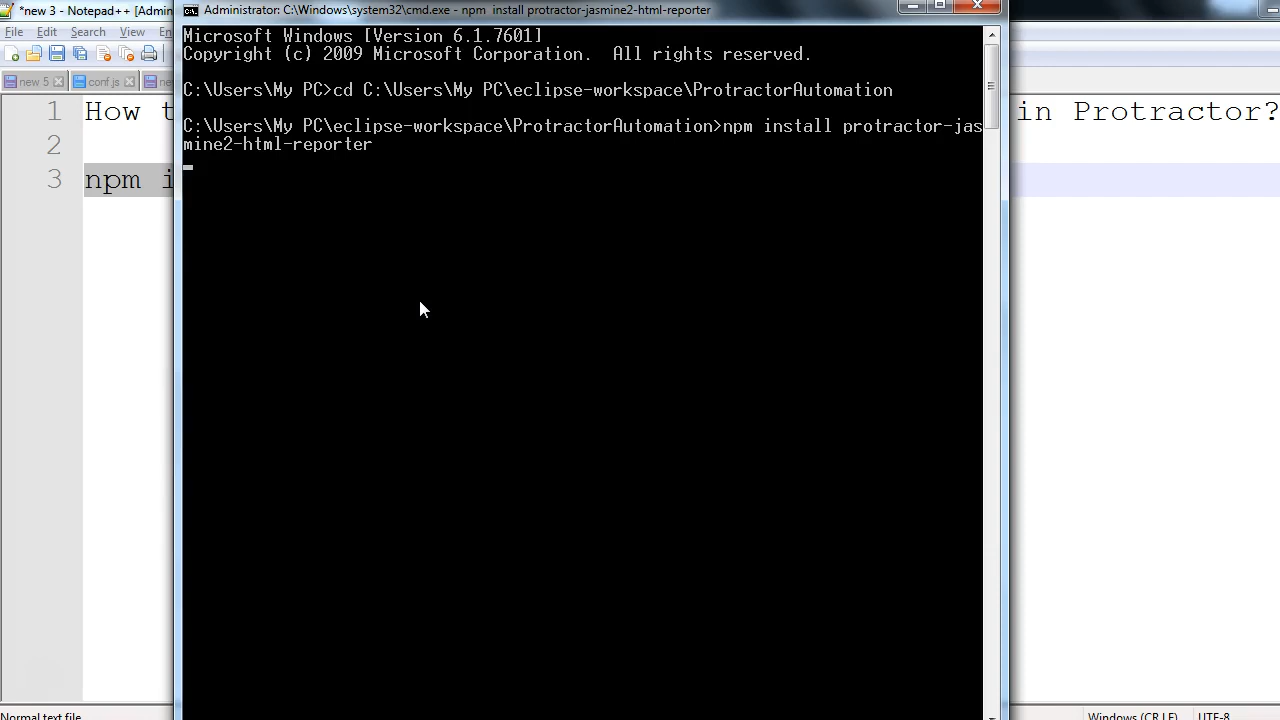 *new 3 - Notepad++ [Admin
Administrator: C:\Windows\system32\cmd.exe - npm  install protractor-jasmine2-html-reporter
File Edit Search View En
new 5 conf.js ne
Microsoft Windows [Version 6.1.7601]
Copyright (c) 2009 Microsoft Corporation.  All rights reserved.
C:\Users\My PC>cd C:\Users\My PC\eclipse-workspace\ProtractorAutomation
C:\Users\My PC\eclipse-workspace\ProtractorAutomation>npm install protractor-jas
mine2-html-reporter
1 How t in Protractor?
2
3 npm i
Normal text file
Windows (CR LF) UTF-8